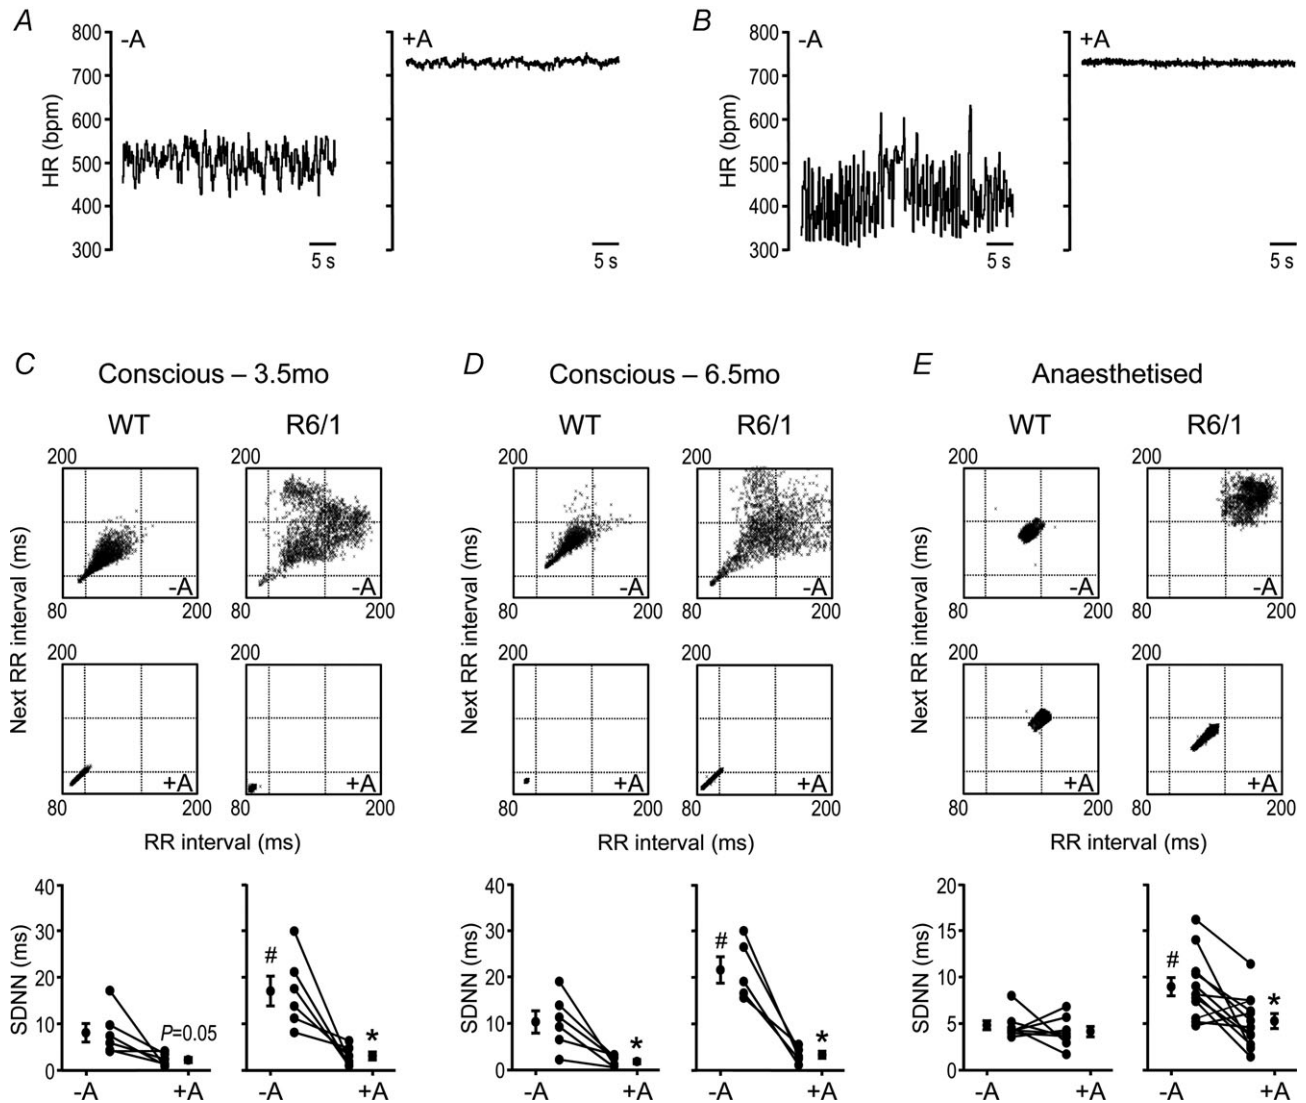 A
B
800
700
600
500
400
300
HR (bpm)
-A
+A
5 s
5 s
800
700
600
500
400
300
HR (bpm)
-A
+A
5 s
5 s
C
Conscious – 3.5mo
D
Conscious – 6.5mo
E
Anaesthetised
WT
R6/1
WT
R6/1
WT
R6/1
200
200
200
200
200
200
-A
-A
-A
-A
-A
-A
80
200
80
200
80
200
80
200
80
200
80
200
Next RR interval (ms)
Next RR interval (ms)
Next RR interval (ms)
200
200
200
200
200
200
+A
+A
+A
+A
+A
+A
80
200
80
200
80
200
80
200
80
200
80
200
RR interval (ms)
RR interval (ms)
RR interval (ms)
SDNN (ms)
40
30
20
10
0
P=0.05
#
*
-A
+A
-A
+A
SDNN (ms)
40
30
20
10
0
*
#
*
-A
+A
-A
+A
SDNN (ms)
20
15
10
5
0
#
*
-A
+A
-A
+A